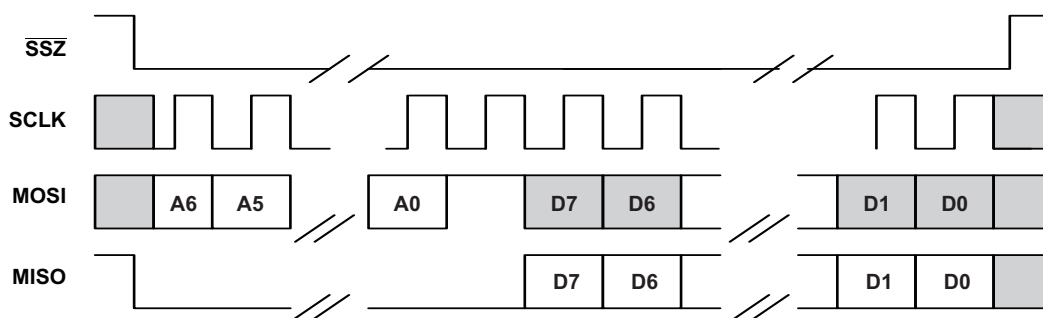 SSZ
SCLK
MOSI A6 A5 A0 D7 D6 D1 D0
MISO D7 D6 D1 D0